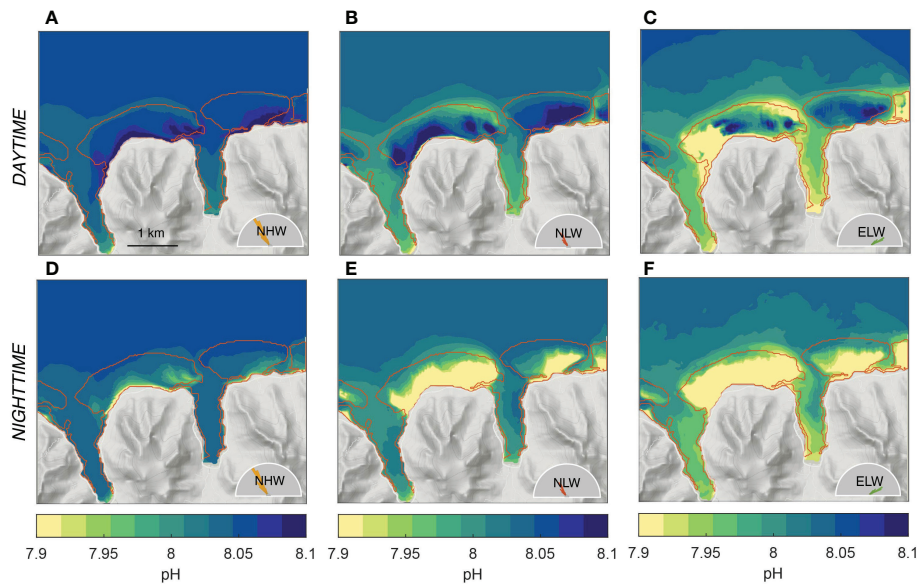 A
B
C
DAYTIME
1 km
NHW
NLW
ELW
D
E
F
NIGHTTIME
NHW
NLW
ELW
7.9 7.95 8 8.05 8.1
7.9 7.95 8 8.05 8.1
7.9 7.95 8 8.05 8.1
pH
pH
pH